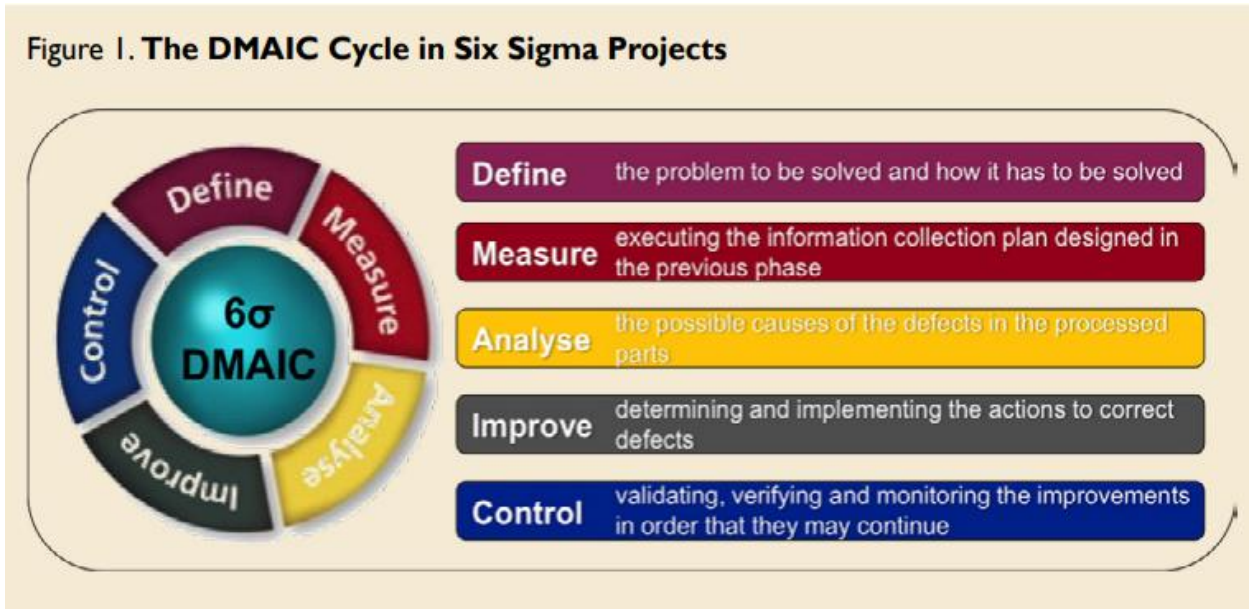 Figure 1. The DMAIC Cycle in Six Sigma Projects
Define
Measure
Analyse
Improve
Control
6σ
DMAIC
Define the problem to be solved and how it has to be solved
Measure executing the information collection plan designed in
the previous phase
Analyse the possible causes of the defects in the processed
parts
Improve determining and implementing the actions to correct
defects
Control validating, verifying and monitoring the improvements
in order that they may continue